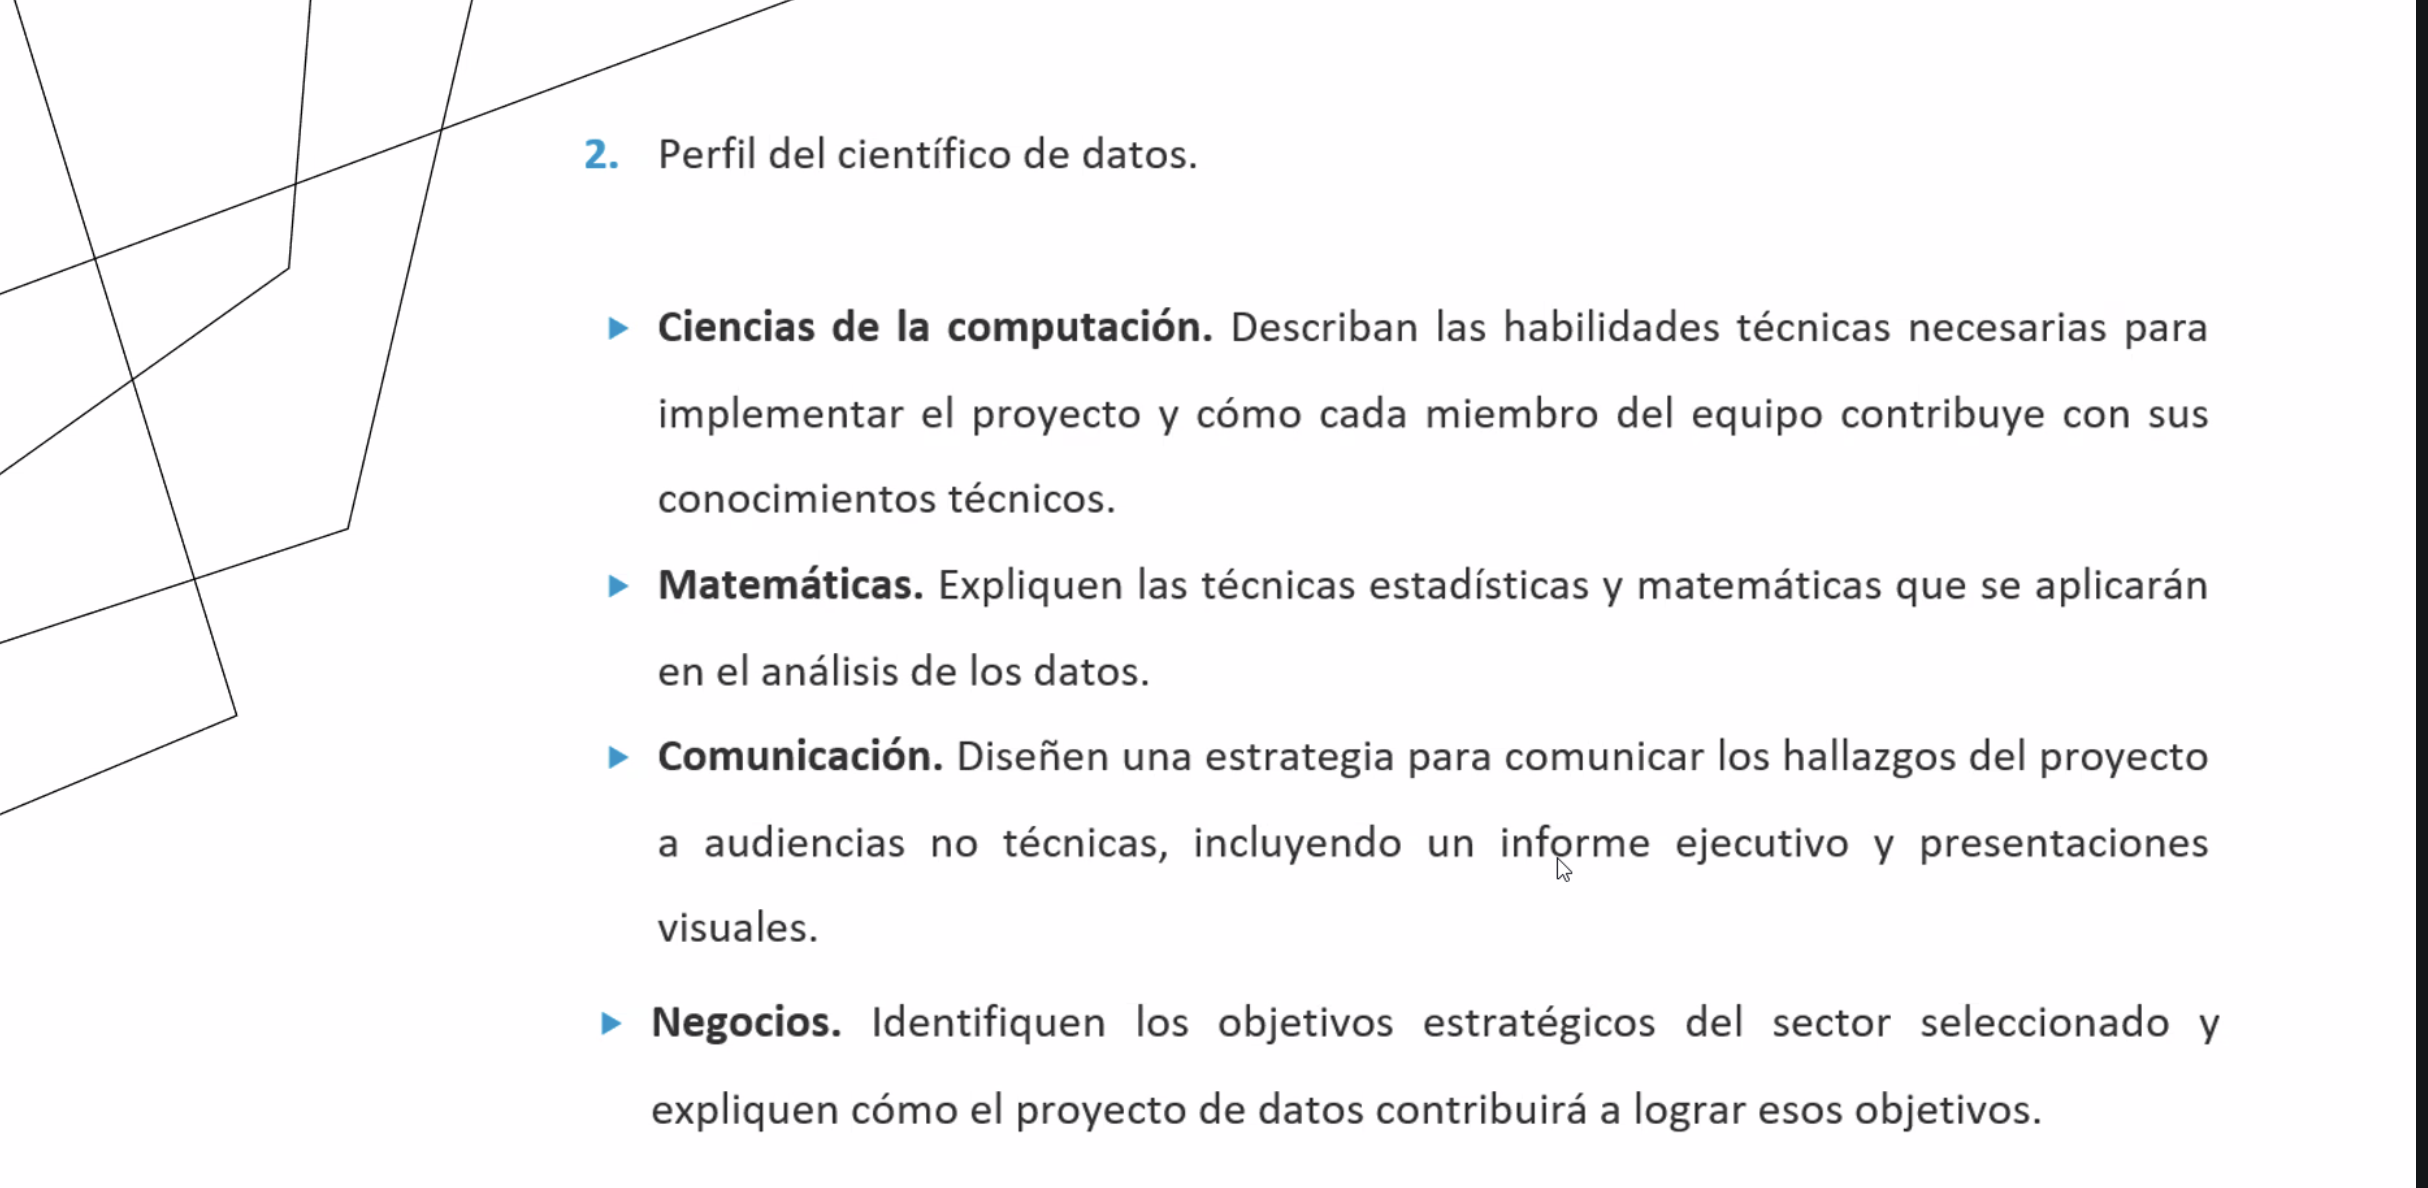 2. Perfil del científico de datos.
Ciencias de la computación. Describan las habilidades técnicas necesarias para
implementar el proyecto y cómo cada miembro del equipo contribuye con sus
conocimientos técnicos.
Matemáticas. Expliquen las técnicas estadísticas y matemáticas que se aplicarán
en el análisis de los datos.
Comunicación. Diseñen una estrategia para comunicar los hallazgos del proyecto
a audiencias no técnicas, incluyendo un informe ejecutivo y presentaciones
visuales.
Negocios. Identifiquen los objetivos estratégicos del sector seleccionado y
expliquen cómo el proyecto de datos contribuirá a lograr esos objetivos.